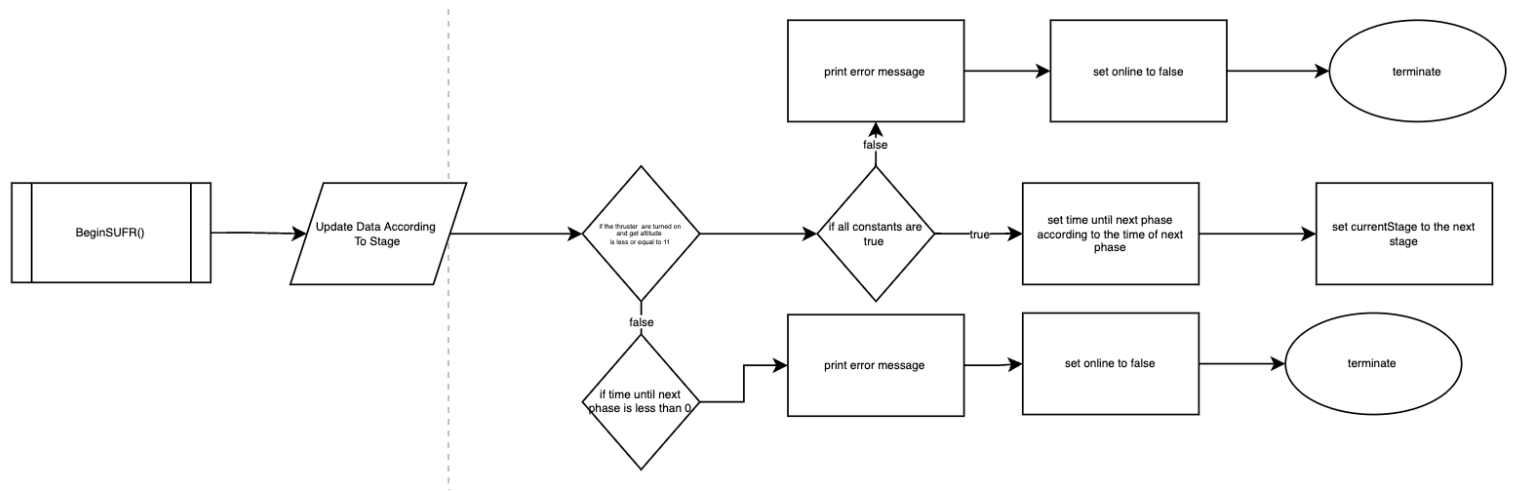 print error message
set online to false
terminate
false
BeginSUFR()
Update Data According
To Stage
if the thruster are turned on
and get altitude
is less or equal to 11
if all constants are
true
true
set time until next phase
according to the time of next
phase
set currentStage to the next
stage
false
if time until next
phase is less than 0
print error message
set online to false
terminate